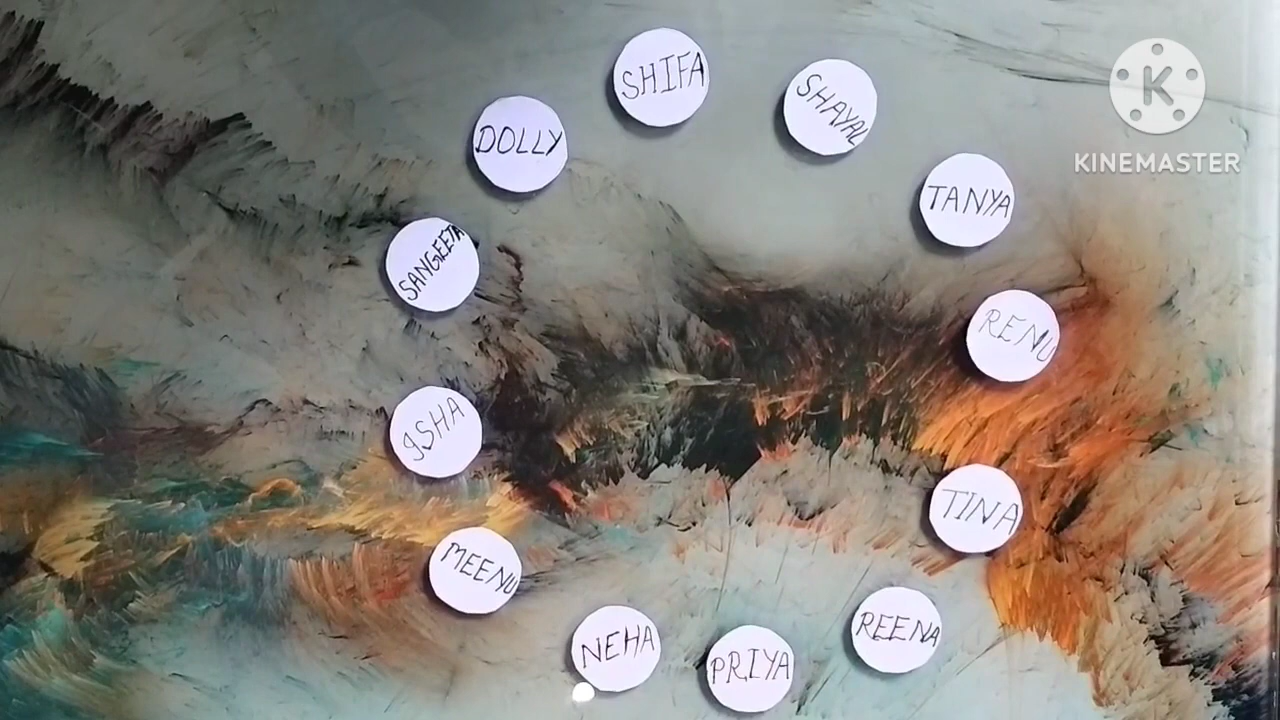 SHIFA
SHAYAL
DOLLY
TANYA
SANGEETA
RENU
ISHA
TINA
MEENU
REENA
NEHA
PRIYA
K
KINEMASTER